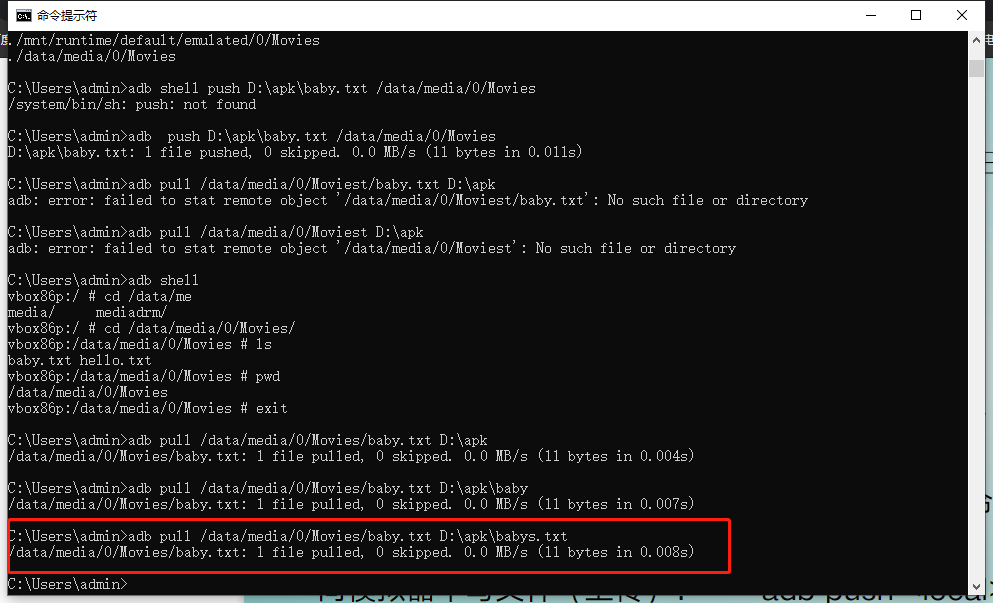 命令提示符
./mnt/runtime/default/emulated/0/Movies
./data/media/0/Movies
C:\Users\admin>adb shell push D:\apk\baby.txt /data/media/0/Movies
/system/bin/sh: push: not found
C:\Users\admin>adb  push D:\apk\baby.txt /data/media/0/Movies
D:\apk\baby.txt: 1 file pushed, 0 skipped. 0.0 MB/s (11 bytes in 0.011s)
C:\Users\admin>adb pull /data/media/0/Moviest/baby.txt D:\apk
adb: error: failed to stat remote object '/data/media/0/Moviest/baby.txt': No such file or directory
C:\Users\admin>adb pull /data/media/0/Moviest D:\apk
adb: error: failed to stat remote object '/data/media/0/Moviest': No such file or directory
C:\Users\admin>adb shell
vbox86p:/ # cd /data/me
media/     mediadrm/
vbox86p:/ # cd /data/media/0/Movies/
vbox86p:/data/media/0/Movies # ls
baby.txt hello.txt
vbox86p:/data/media/0/Movies # pwd
/data/media/0/Movies
vbox86p:/data/media/0/Movies # exit
C:\Users\admin>adb pull /data/media/0/Movies/baby.txt D:\apk
/data/media/0/Movies/baby.txt: 1 file pulled, 0 skipped. 0.0 MB/s (11 bytes in 0.004s)
C:\Users\admin>adb pull /data/media/0/Movies/baby.txt D:\apk\baby
/data/media/0/Movies/baby.txt: 1 file pulled, 0 skipped. 0.0 MB/s (11 bytes in 0.007s)
C:\Users\admin>adb pull /data/media/0/Movies/baby.txt D:\apk\babys.txt
/data/media/0/Movies/baby.txt: 1 file pulled, 0 skipped. 0.0 MB/s (11 bytes in 0.008s)
C:\Users\admin>